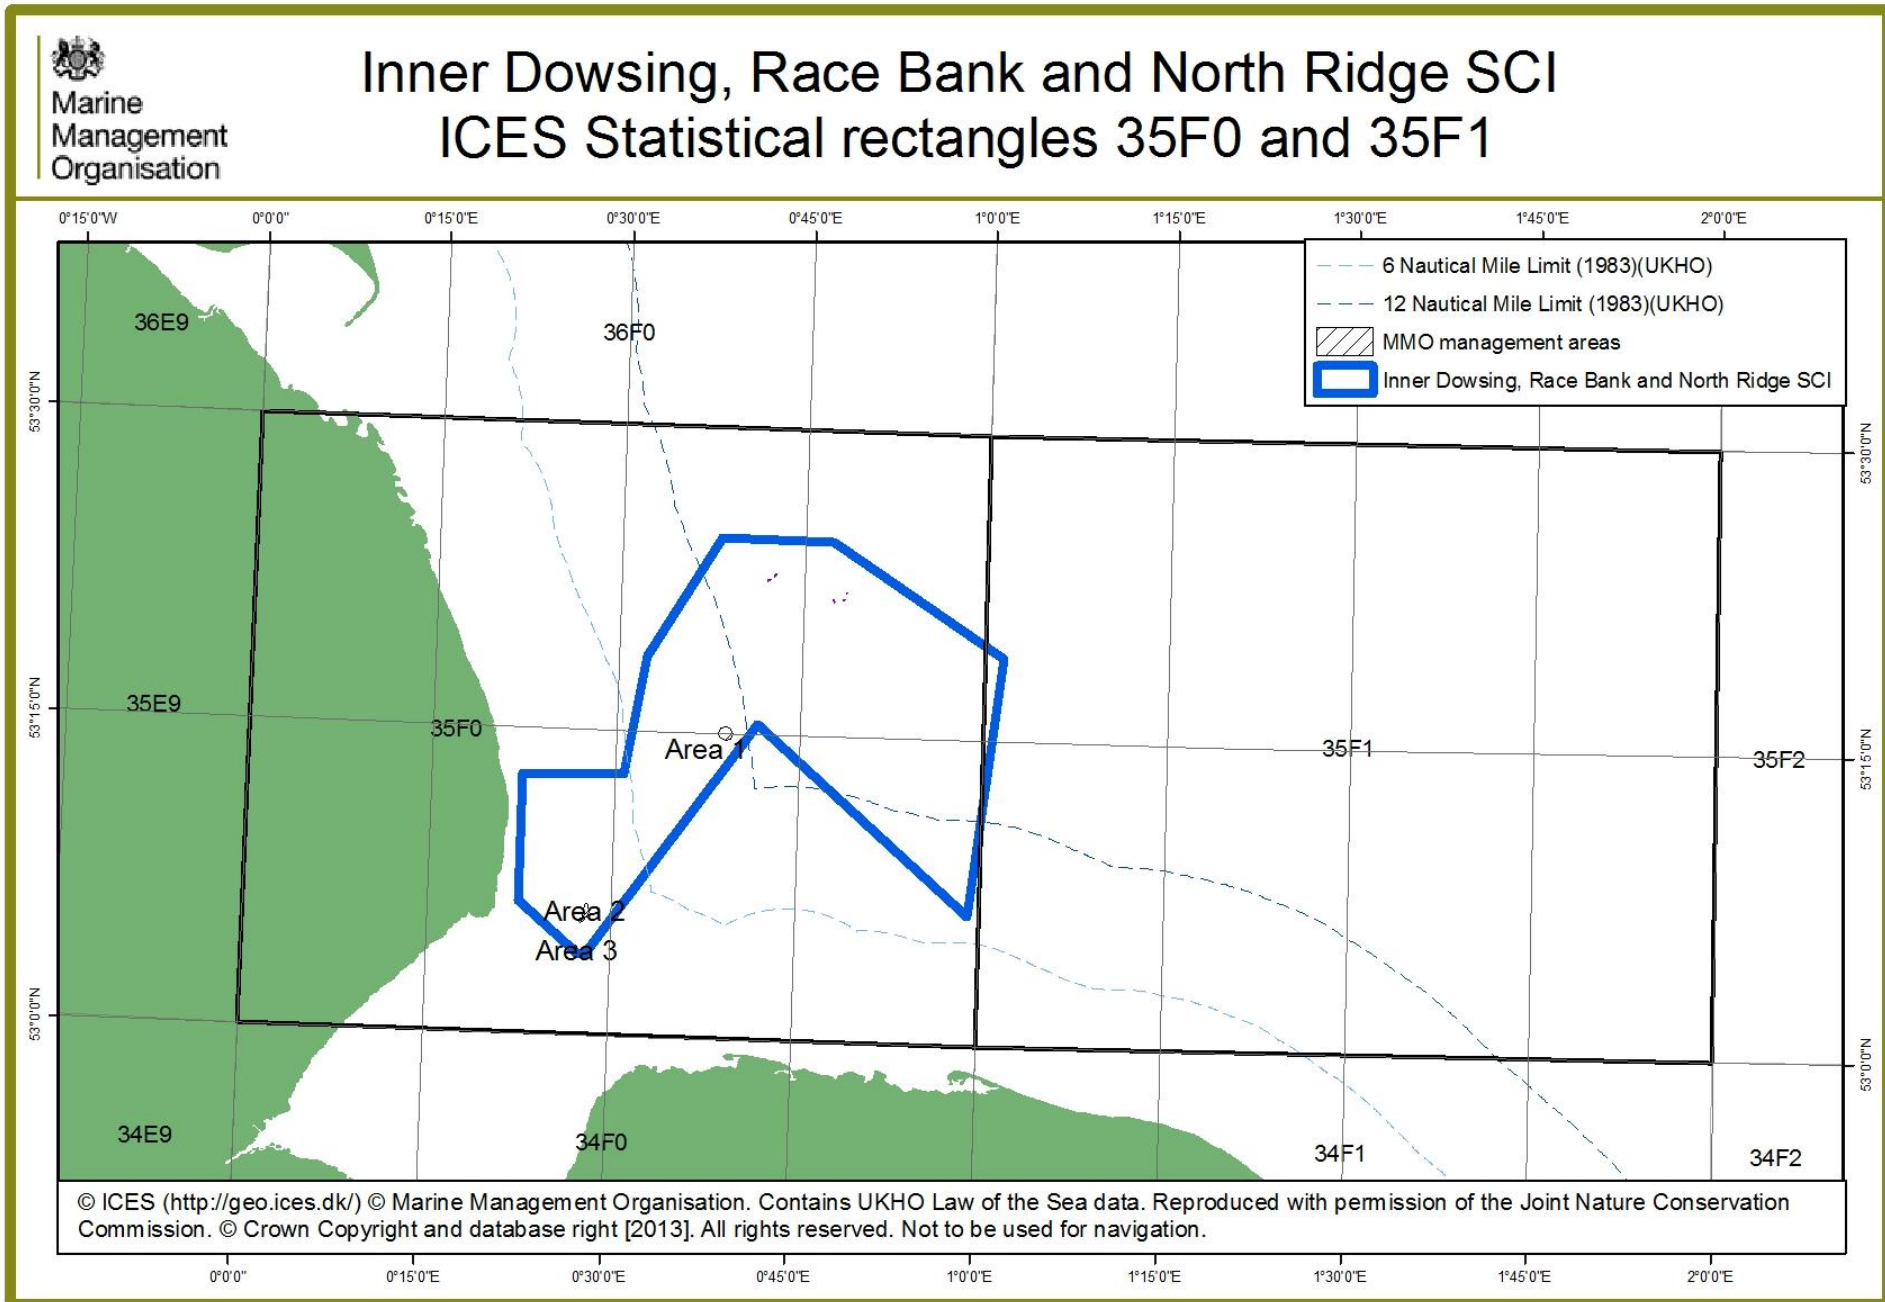 Marine
Management
Organisation
Inner Dowsing, Race Bank and North Ridge SCI
ICES Statistical rectangles 35F0 and 35F1
0°15'0"W 0°0'0" 0°15'0"E 0°30'0"E 0°45'0"E 1°0'0"E 1°15'0"E 1°30'0"E 1°45'0"E 2°0'0"E
6 Nautical Mile Limit (1983)(UKHO)
12 Nautical Mile Limit (1983)(UKHO)
MMO management areas
Inner Dowsing, Race Bank and North Ridge SCI
36E9
36F0
53°30'0"N
53°30'0"N
35E9
35F0
Area 1
35F1
35F2
53°15'0"N
53°15'0"N
Area 2
Area 3
53°0'0"N
53°0'0"N
34E9
34F0
34F1
34F2
© ICES (http://geo.ices.dk/) © Marine Management Organisation. Contains UKHO Law of the Sea data. Reproduced with permission of the Joint Nature Conservation
Commission. © Crown Copyright and database right [2013]. All rights reserved. Not to be used for navigation.
0°0'0" 0°15'0"E 0°30'0"E 0°45'0"E 1°0'0"E 1°15'0"E 1°30'0"E 1°45'0"E 2°0'0"E